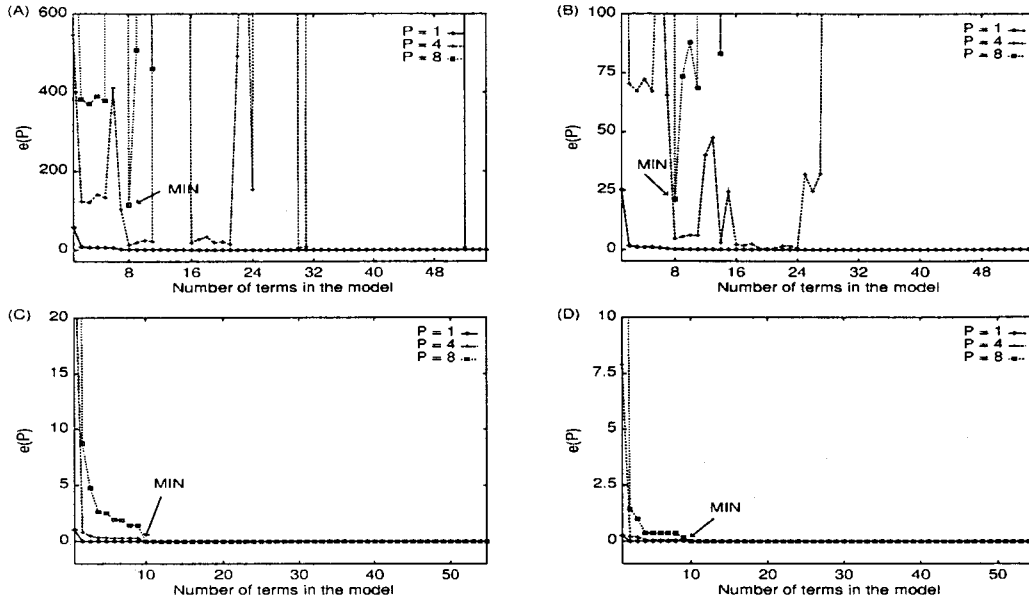 (A)
600
400
200
0
e(P)
P = 1
P = 4
P = 8
MIN
8 16 24 32 40 48
Number of terms in the model
(B)
100
75
50
25
0
e(P)
P = 1
P = 4
P = 8
MIN
8 16 24 32 40 48
Number of terms in the model
(C)
20
15
10
5
0
e(P)
P = 1
P = 4
P = 8
MIN
10 20 30 40 50
Number of terms in the model
(D)
10
7.5
5
2.5
0
e(P)
P = 1
P = 4
P = 8
MIN
10 20 30 40 50
Number of terms in the model